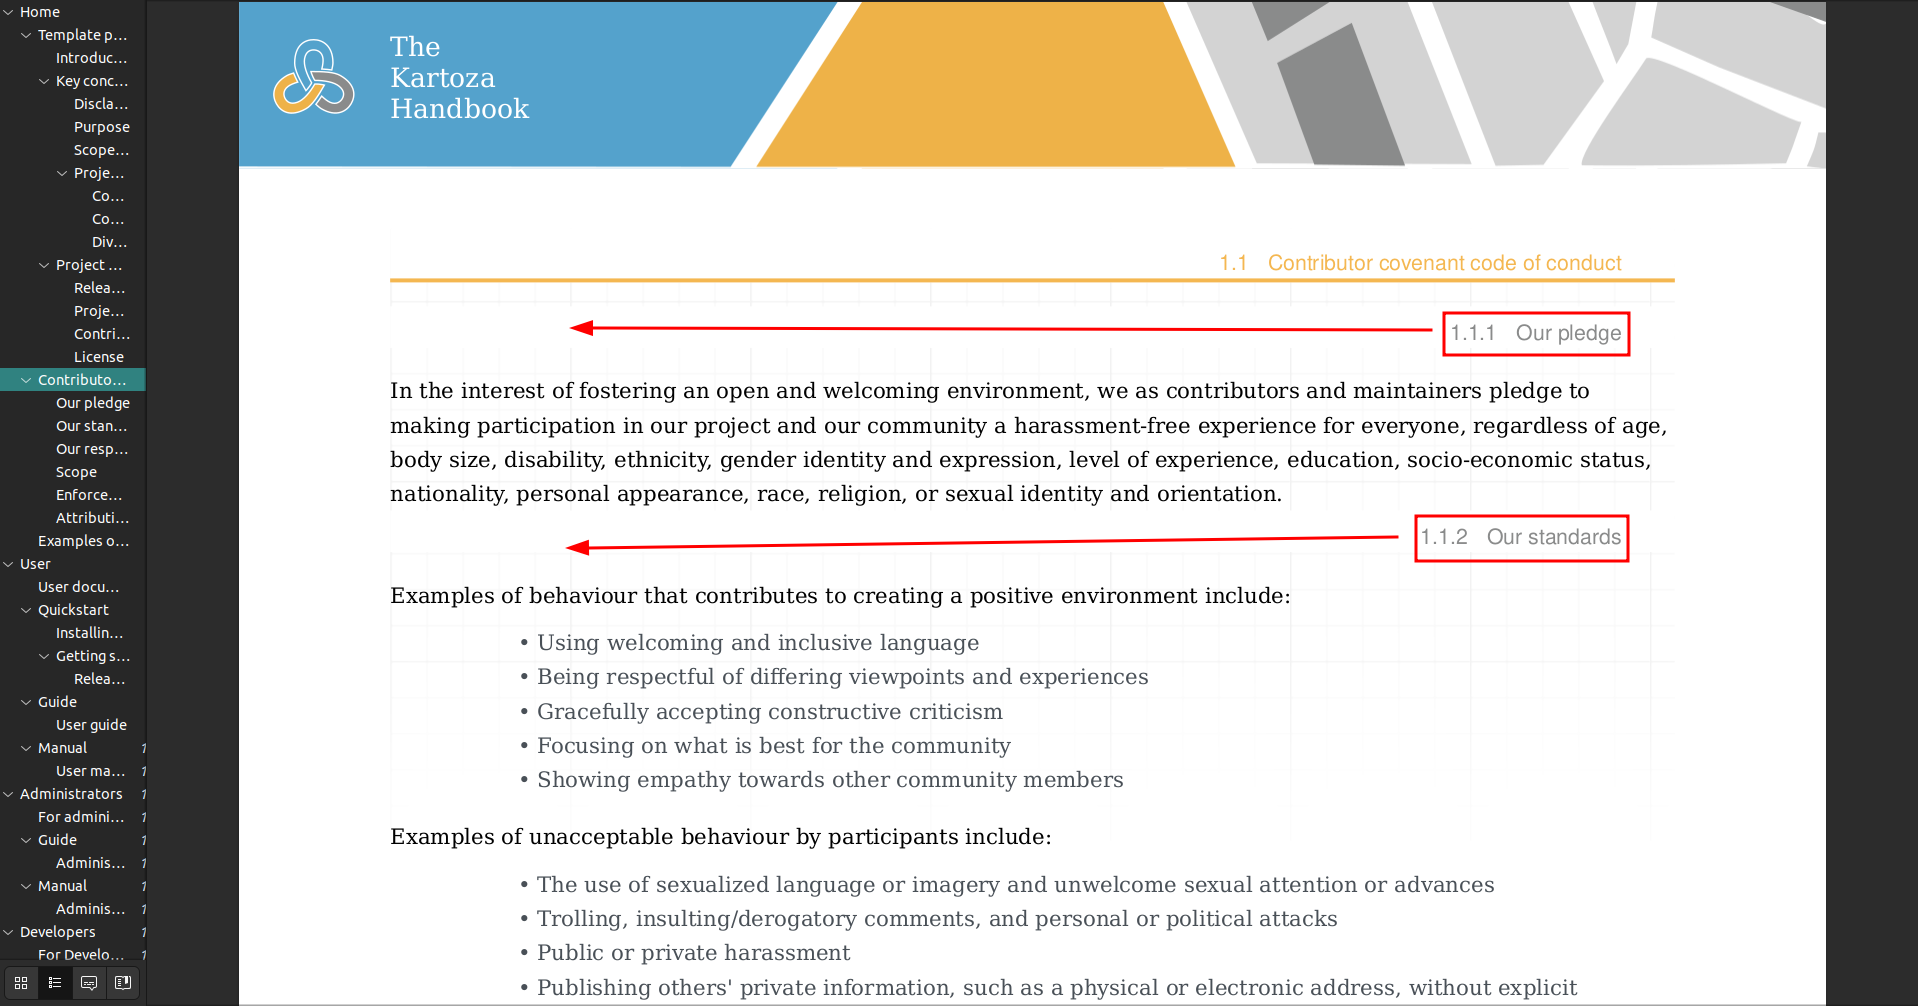 Home
Template p...
Introduc...
Key conc...
Discla...
Purpose
Scope...
Proje...
Co...
Co...
Div...
Project ...
Relea...
Proje...
Contri...
License
Contributo...
Our pledge
Our stan...
Our resp...
Scope
Enforce...
Attributi...
Examples o...
User
User docu...
Quickstart
Installin...
Getting s...
Relea...
Guide
User guide
Manual 1
User ma... 1
Administrators 1
For admini... 1
Guide 1
Adminis... 1
Manual 1
Adminis... 1
Developers 1
For Develo...
The
Kartoza
Handbook
1.1 Contributor covenant code of conduct
1.1.1 Our pledge
In the interest of fostering an open and welcoming environment, we as contributors and maintainers pledge to
making participation in our project and our community a harassment-free experience for everyone, regardless of age,
body size, disability, ethnicity, gender identity and expression, level of experience, education, socio-economic status,
nationality, personal appearance, race, religion, or sexual identity and orientation.
1.1.2 Our standards
Examples of behaviour that contributes to creating a positive environment include:
• Using welcoming and inclusive language
• Being respectful of differing viewpoints and experiences
• Gracefully accepting constructive criticism
• Focusing on what is best for the community
• Showing empathy towards other community members
Examples of unacceptable behaviour by participants include:
• The use of sexualized language or imagery and unwelcome sexual attention or advances
• Trolling, insulting/derogatory comments, and personal or political attacks
• Public or private harassment
• Publishing others' private information, such as a physical or electronic address, without explicit